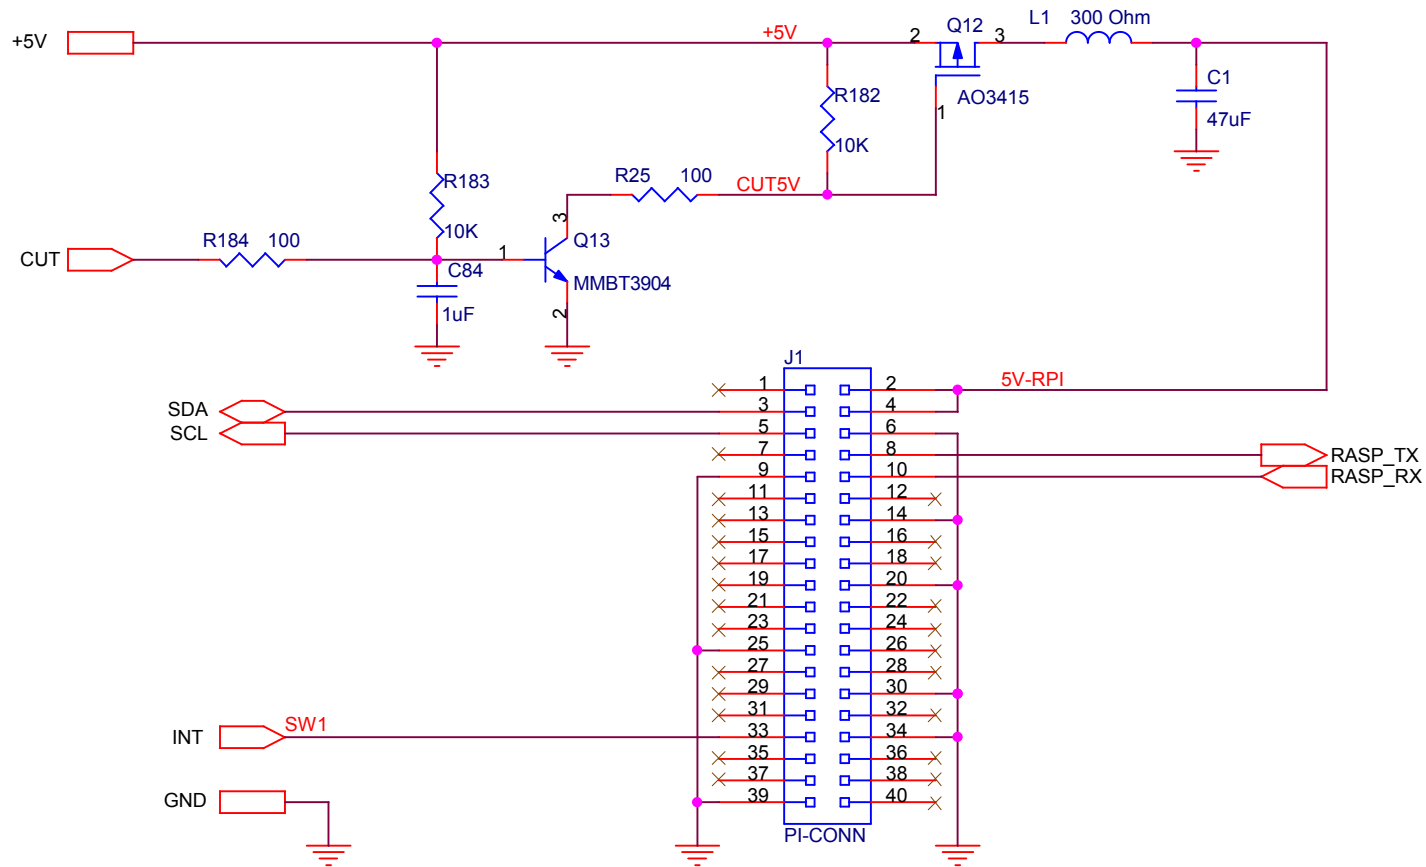 L1 300 Ohm
+5V +5V 2 Q12 3
C1
R182 AO3415 47uF
1
10K
R183 R25 100 CUT5V
10K 3
R184 100 1 Q13
CUT C84
MMBT3904
1uF 2
J1
1 2 5V-RPI
SDA 3 4
SCL 5 6
7 8 RASP_TX
9 10 RASP_RX
11 12
13 14
15 16
17 18
19 20
21 22
23 24
25 26
27 28
29 30
31 32
INT SW1 33 34
35 36
37 38
GND 39 40
PI-CONN